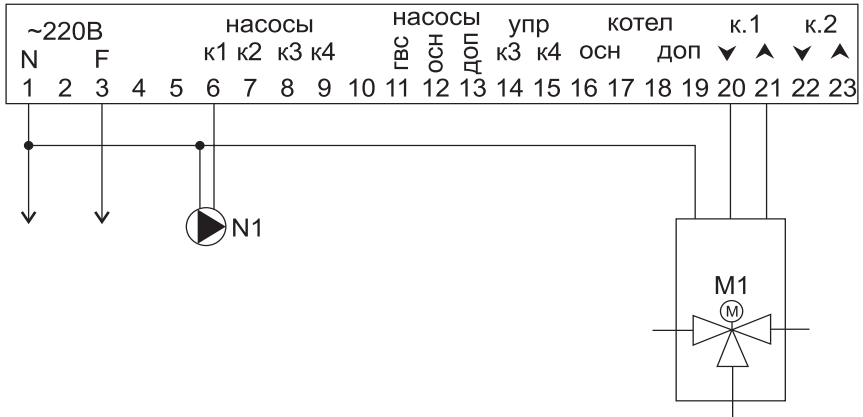 ~220В насосы насосы упр котел к.1 к.2
N F к1 к2 к3 к4 гвс осн доп к3 к4 осн доп
1 2 3 4 5 6 7 8 9 10 11 12 13 14 15 16 17 18 19 20 21 22 23
N1
М1
М